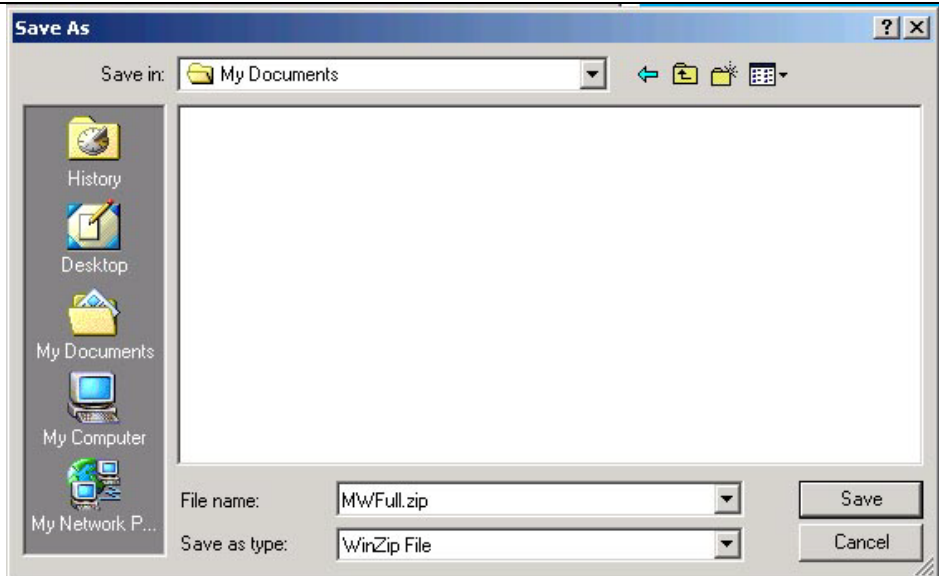 Save As
Save in: My Documents
History
Desktop
My Documents
My Computer
My Network P...
File name: MWFull.zip Save
Save as type: WinZip File Cancel